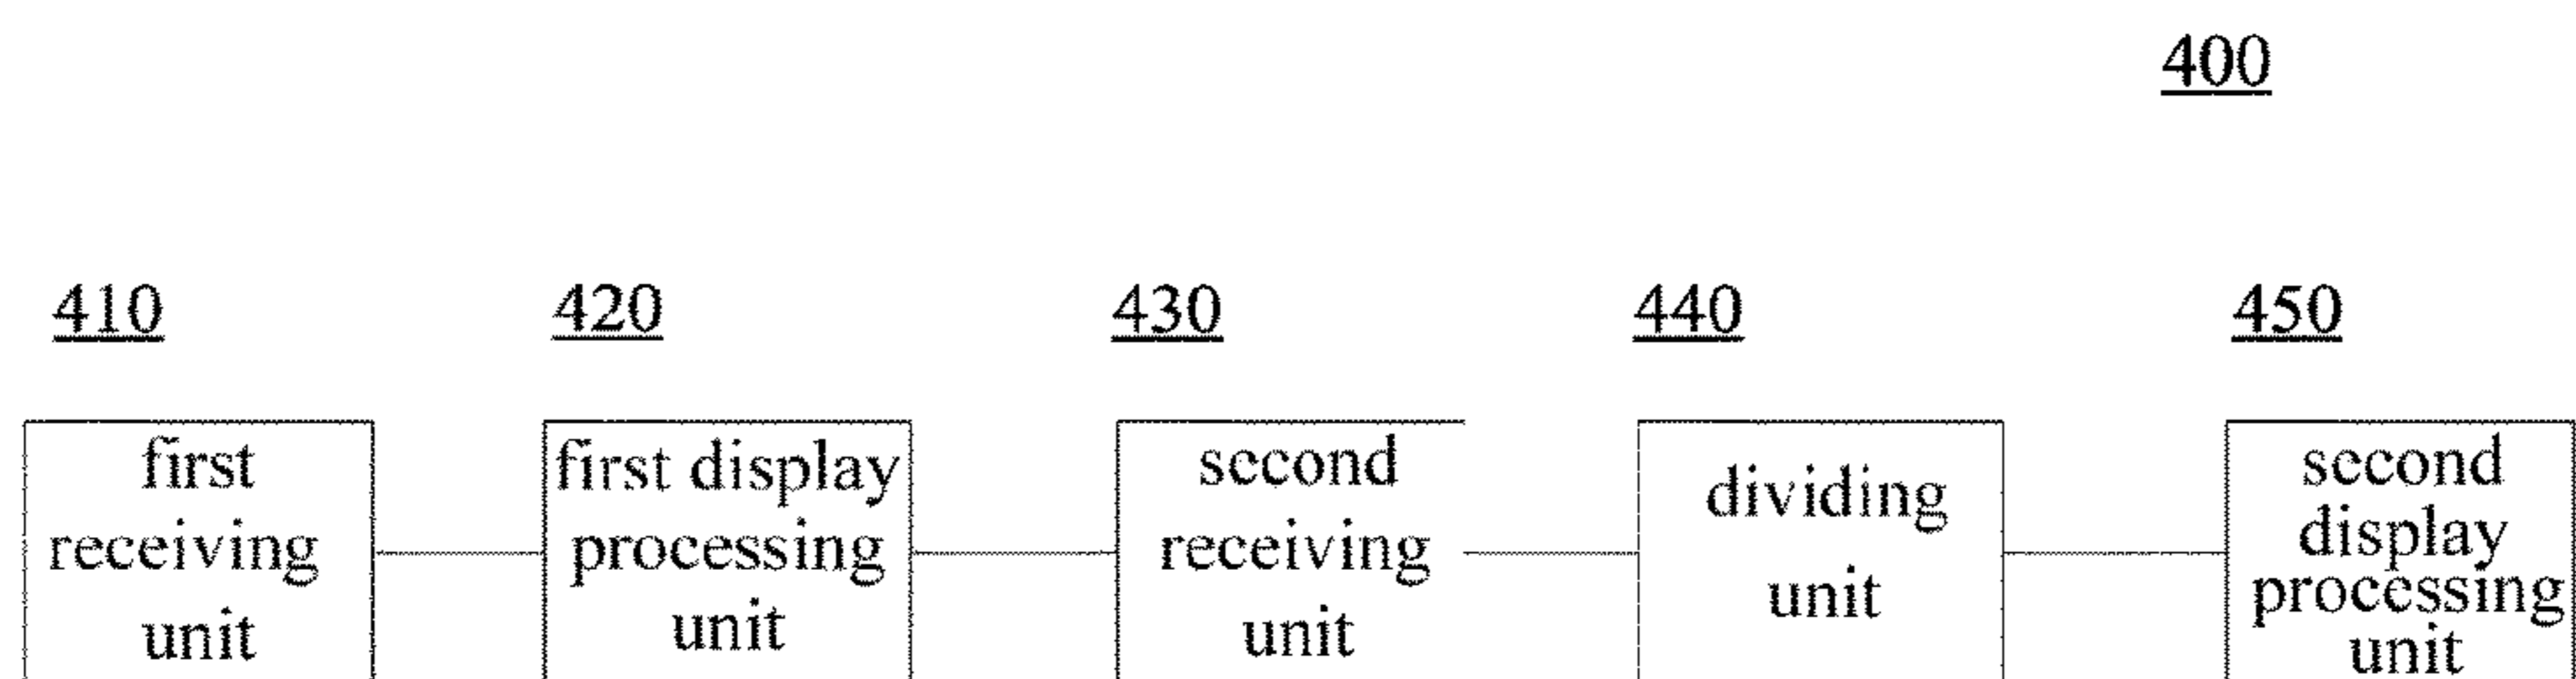 400
410 420 430 440 450
first
receiving
unit
first display
processing
unit
second
receiving
unit
dividing
unit
second
display
processing
unit